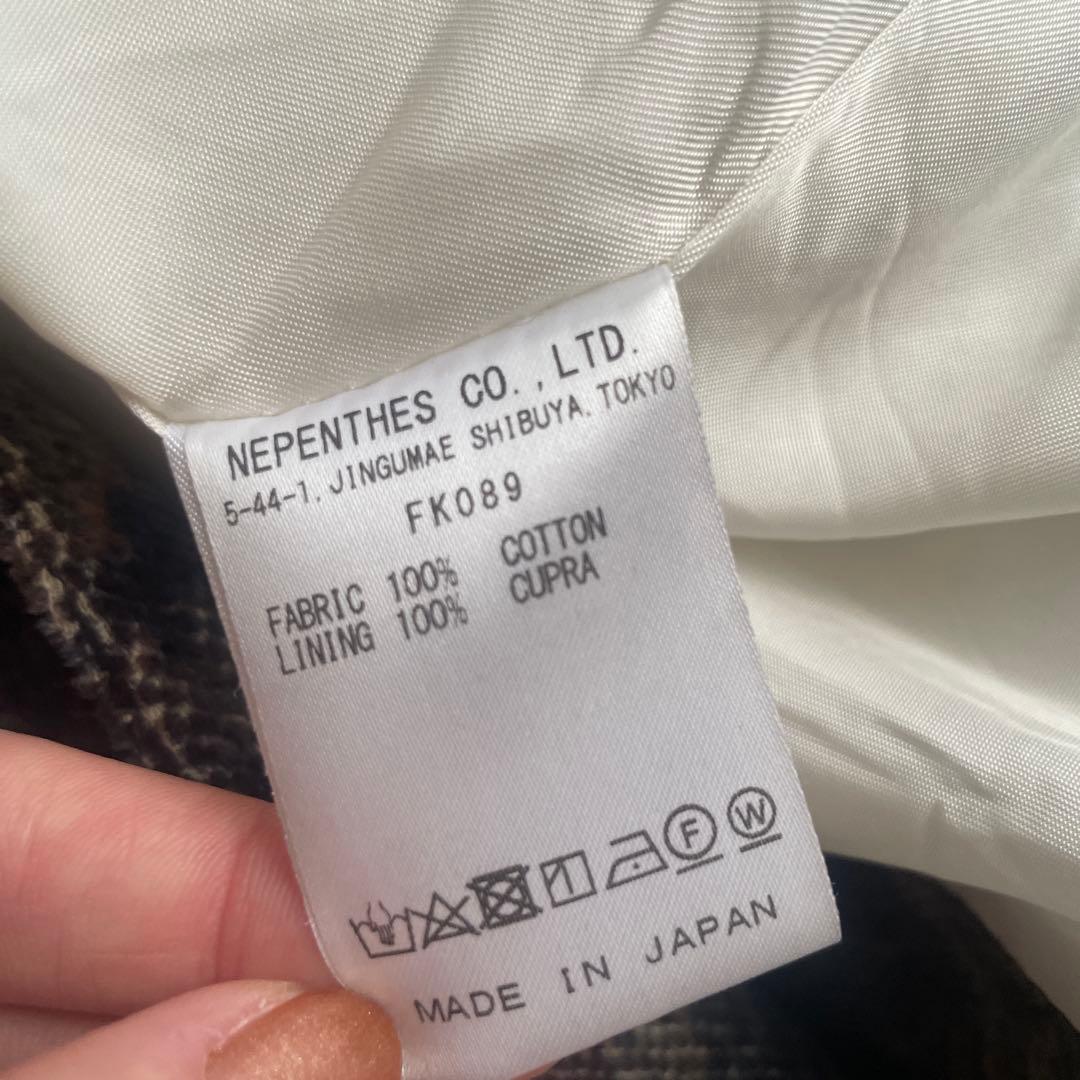 NEPENTHES CO.,LTD.
5-44-1, JINGUMAE SHIBUYA. TOKYO
FK089
FABRIC 100% COTTON
LINING 100% CUPRA
F W
MADE IN JAPAN